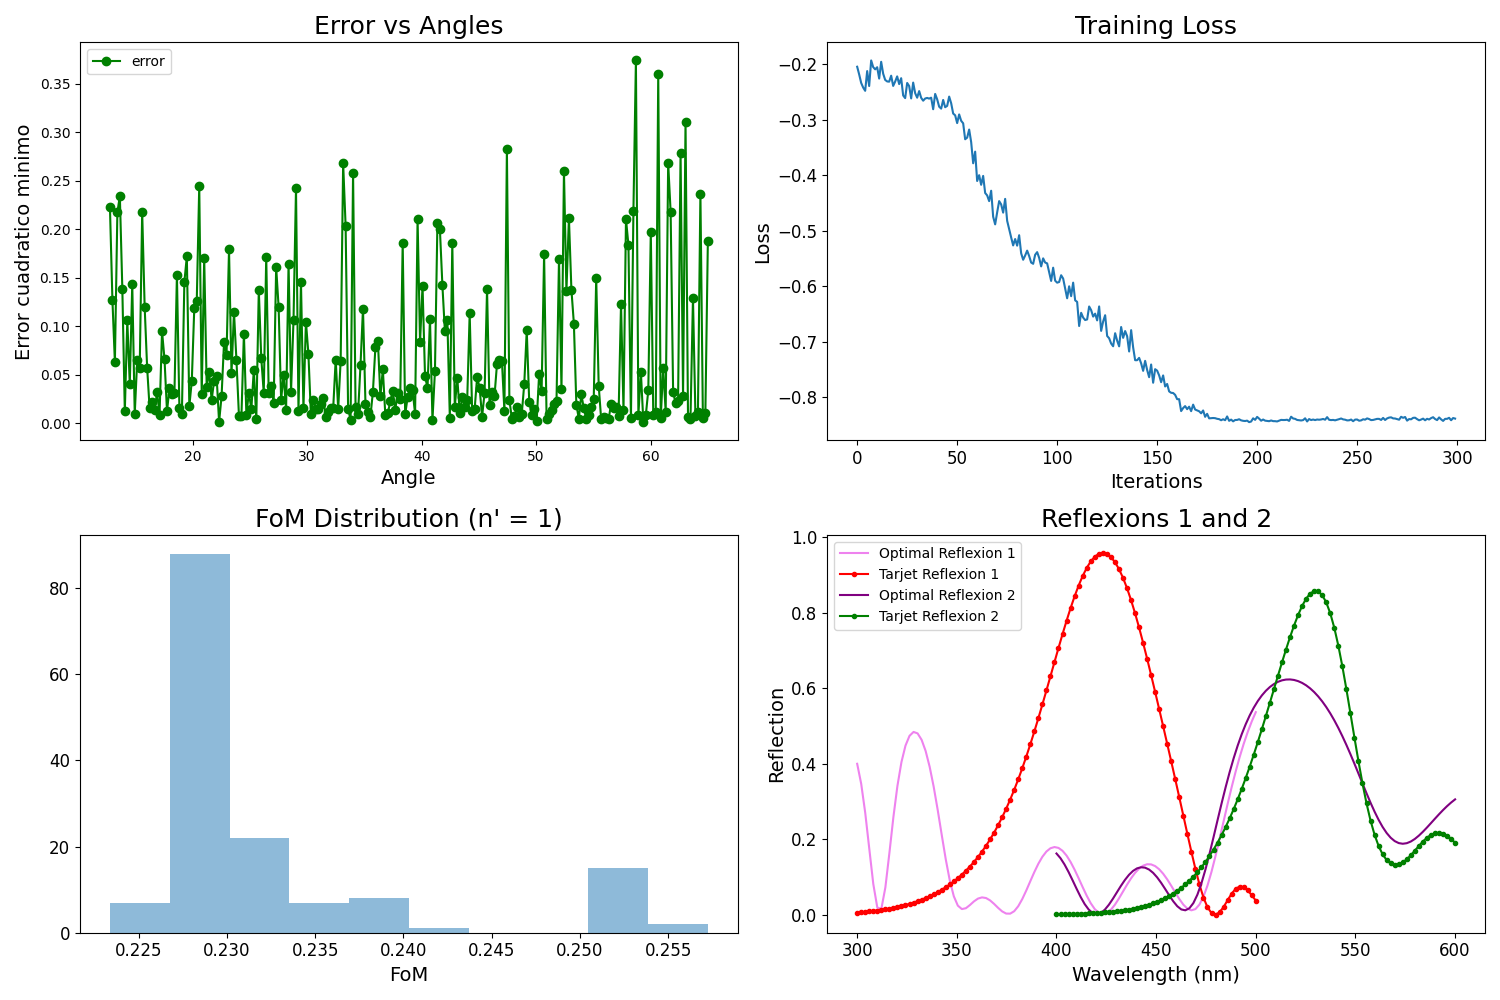 Error vs Angles
error
Error cuadratico minimo
0.35
0.30
0.25
0.20
0.15
0.10
0.05
0.00
20 30 40 50 60
Angle
Training Loss
Loss
−0.2
−0.3
−0.4
−0.5
−0.6
−0.7
−0.8
0 50 100 150 200 250 300
Iterations
FoM Distribution (n' = 1)
80
60
40
20
0
0.225 0.230 0.235 0.240 0.245 0.250 0.255
FoM
Reflexions 1 and 2
Optimal Reflexion 1
Tarjet Reflexion 1
Optimal Reflexion 2
Tarjet Reflexion 2
Reflection
1.0
0.8
0.6
0.4
0.2
0.0
300 350 400 450 500 550 600
Wavelength (nm)